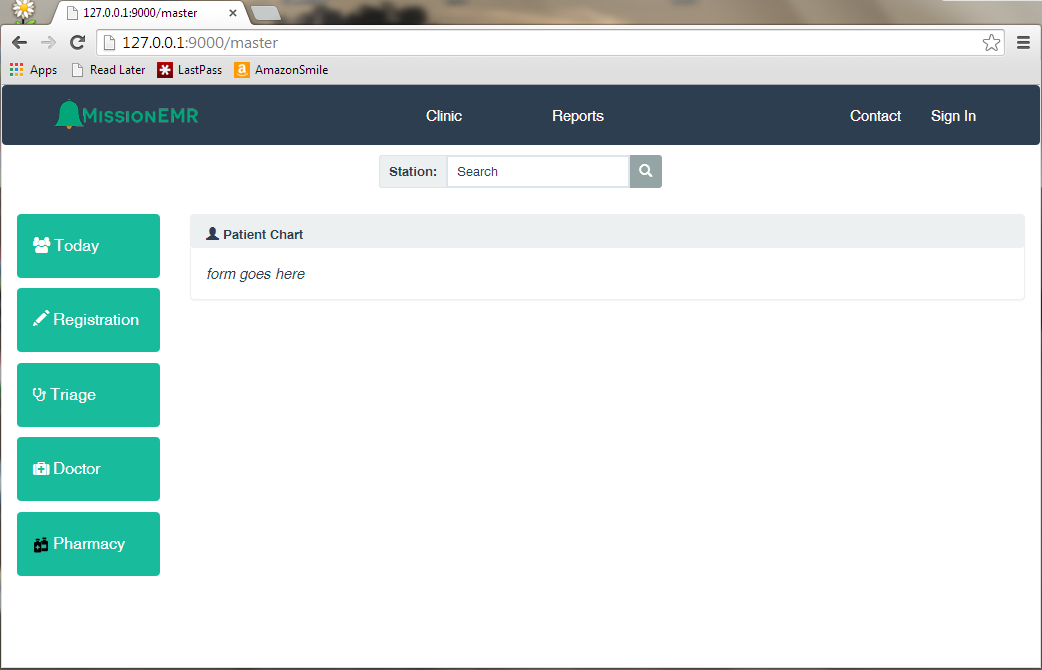 127.0.0.1:9000/master
127.0.0.1:9000/master
Apps Read Later LastPass AmazonSmile
MissionEMR Clinic Reports Contact Sign In
Station: Search
Today
Patient Chart
form goes here
Registration
Triage
Doctor
Pharmacy